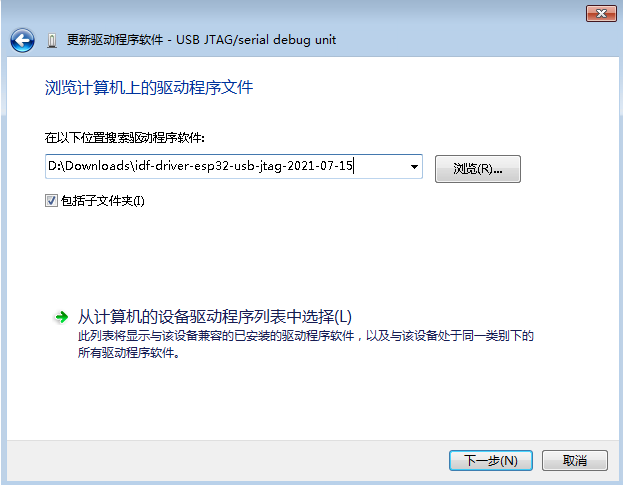 更新驱动程序软件 - USB JTAG/serial debug unit
浏览计算机上的驱动程序文件
在以下位置搜索驱动程序软件:
D:\Downloads\idf-driver-esp32-usb-jtag-2021-07-15
浏览(R)...
包括子文件夹(I)
从计算机的设备驱动程序列表中选择(L)
此列表将显示与该设备兼容的已安装的驱动程序软件，以及与该设备处于同一类别下的
所有驱动程序软件。
下一步(N)
取消